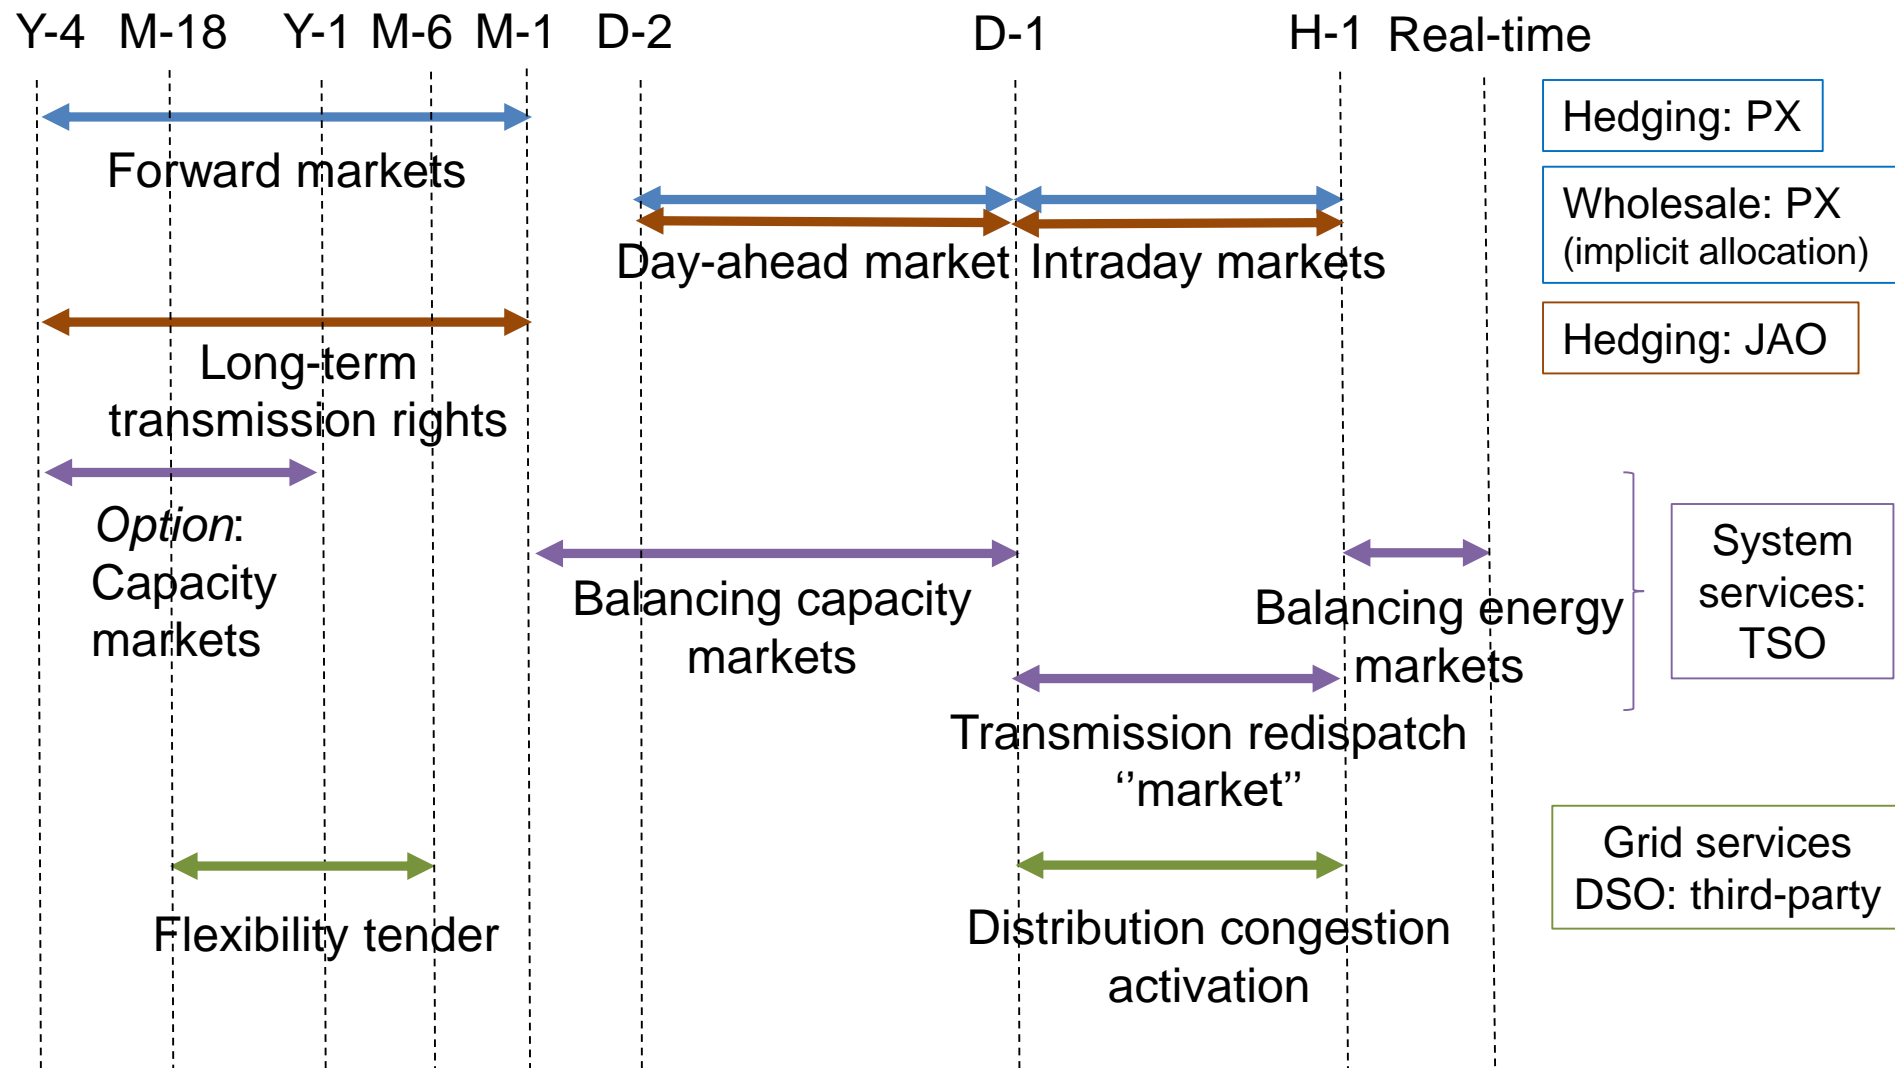 Y-4 M-18 Y-1 M-6 M-1 D-2 D-1 H-1 Real-time
Hedging: PX
Forward markets
Wholesale: PX
(implicit allocation)
Day-ahead market
Intraday markets
Hedging: JAO
Long-term
transmission rights
Option:
Capacity
markets
Balancing capacity
markets
Balancing energy
markets
System
services:
TSO
Transmission redispatch
‘’market’’
Grid services
DSO: third-party
Flexibility tender
Distribution congestion
activation